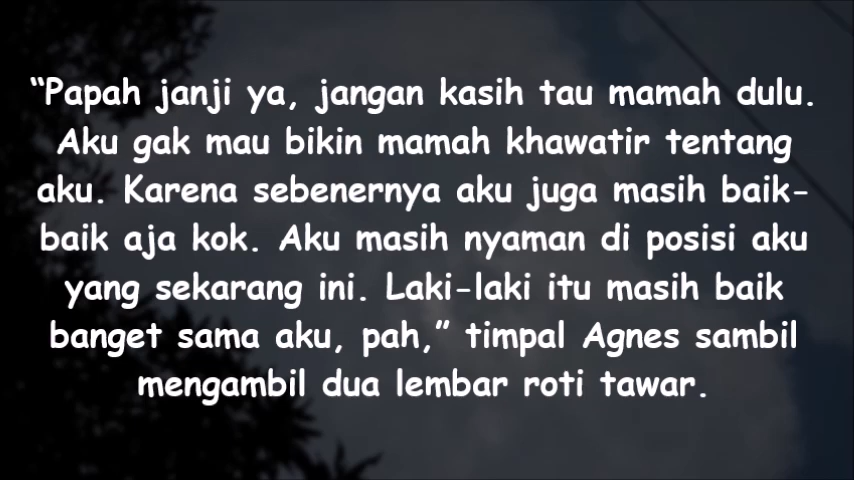 “Papah janji ya, jangan kasih tau mamah dulu.
Aku gak mau bikin mamah khawatir tentang
aku. Karena sebenernya aku juga masih baik-
baik aja kok. Aku masih nyaman di posisi aku
yang sekarang ini. Laki-laki itu masih baik
banget sama aku, pah,” timpal Agnes sambil
mengambil dua lembar roti tawar.